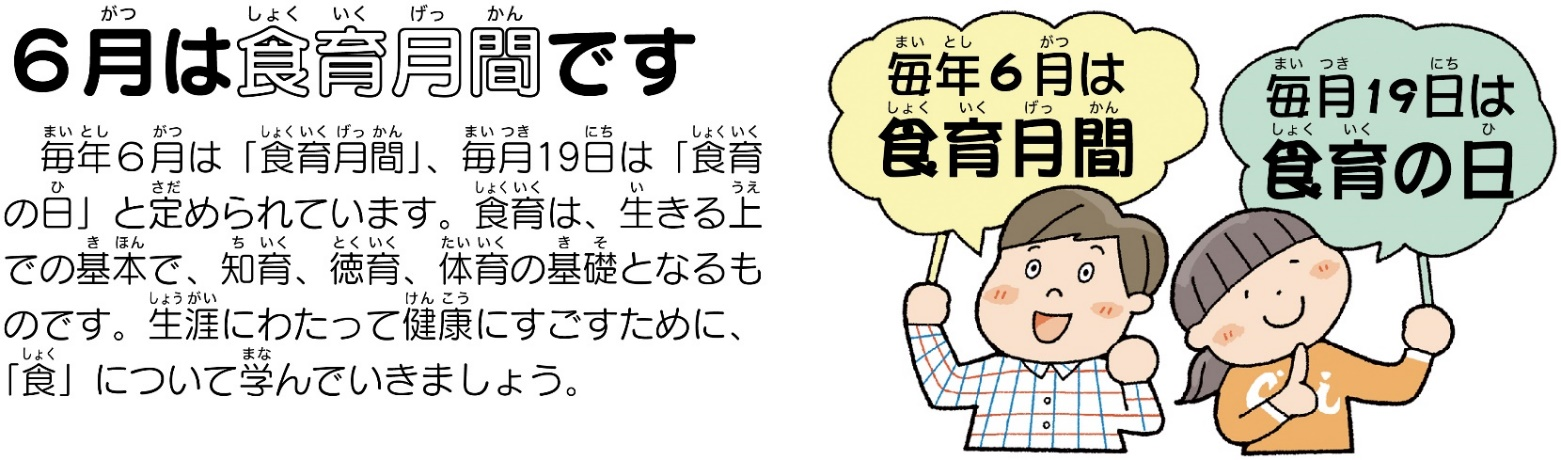 6月は食育月間です
毎年6月は「食育月間」、毎月19日は「食育
の日」と定められています。食育は、生きる上
での基本で、知育、徳育、体育の基礎となるも
のです。生涯にわたって健康にすごすために、
「食」について学んでいきましょう。
毎年6月は
食育月間
毎月19日は
食育の日